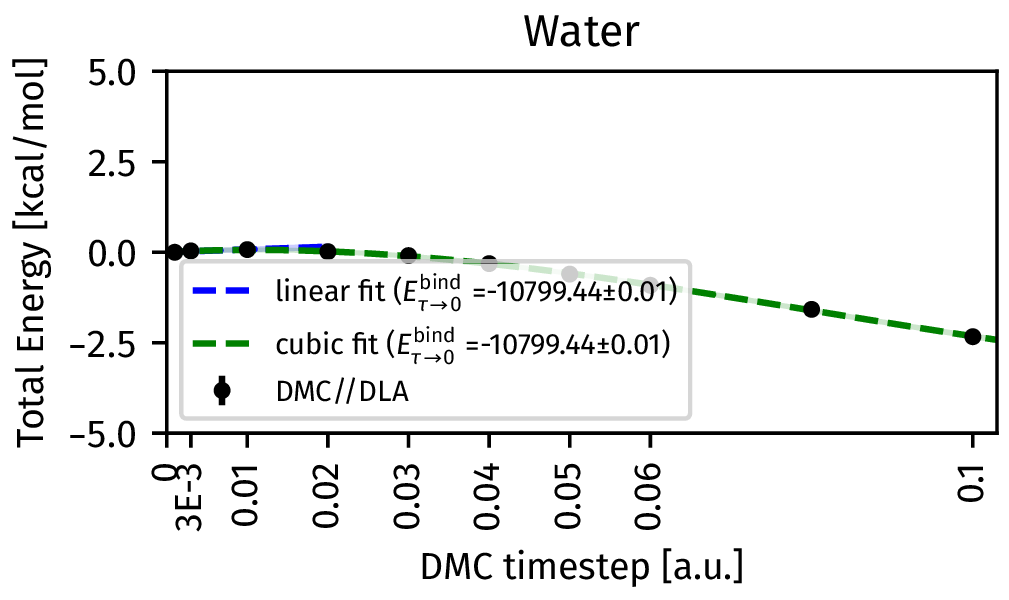 Water
Total Energy [kcal/mol]
5.0
2.5
0.0
−2.5
−5.0
linear fit (E^bind_τ→0 =-10799.44±0.01)
cubic fit (E^bind_τ→0 =-10799.44±0.01)
DMC//DLA
0
3E-3
0.01
0.02
0.03
0.04
0.05
0.06
0.1
DMC timestep [a.u.]